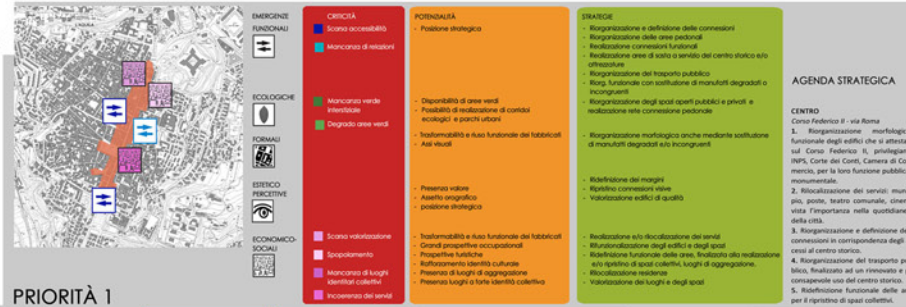 L'AQUILA
PRIORITÀ 1
EMERGENZE
FUNZIONALI
ECOLOGICHE
FORMALI
ESTETICO
PERCETTIVE
ECONOMICO-
SOCIALI
CRITICITÀ
Scarsa accessibilità
Mancanza di relazioni
Mancanza verde
interstiziale
Degrado aree verdi
Scarsa valorizzazione
Spopolamento
Mancanza di luoghi
identitari collettivi
Incoerenza dei servizi
POTENZIALITÀ
- Posizione strategica
- Disponibilità di aree verdi
- Possibilità di realizzazione di corridoi
ecologici e parchi urbani
- Trasformabilità e riuso funzionale dei fabbricati
- Assi visuali
- Presenza valore
- Assetto orografico
- posizione strategica
- Trasformabilità e riuso funzionale dei fabbricati
- Grandi prospettive occupazionali
- Prospettive turistiche
- Rafforzamento identità culturale
- Presenza di luoghi di aggregazione
- Presenza luoghi a forte identità collettiva
STRATEGIE
- Riorganizzazione e definizione delle connessioni
- Riorganizzazione delle aree pedonali
- Realizzazione connessioni funzionali
- Realizzazione aree di sosta a servizio del centro storico e/o
attrezzature
- Riorganizzazione del trasporto pubblico
- Riorg. funzionale con sostituzione di manufatti degradati o
incongruenti
- Riorganizzazione degli spazi aperti pubblici e privati e
realizzazione rete connessione pedonale
- Riorganizzazione morfologica anche mediante sostituzione
di manufatti degradati e/o incongruenti
- Ridefinizione dei margini
- Ripristino connessioni visive
- Valorizzazione edifici di qualità
- Realizzazione e/o rilocalizzazione dei servizi
- Rifunzionalizzazione degli edifici e degli spazi
- Ridefinizione funzionale delle aree, finalizzata alla realizzazione
e/o ripristino di spazi collettivi, luoghi di aggregazione.
- Rilocalizzazione residenze
- Valorizzazione dei luoghi e degli spazi
AGENDA STRATEGICA
CENTRO
Corso Federico II - via Roma
1. Riorganizzazione morfologic
funzionale degli edifici che si attesta
sul Corso Federico II, privilegian
INPS, Corte dei Conti, Camera di Co
mercio, per la loro funzione pubblic
monumentale.
2. Rilocalizzazione dei servizi: mun
pio, poste, teatro comunale, cinem
vista l'importanza nella quotidiane
della città.
3. Riorganizzazione e definizione de
connessioni in corrispondenza degli
cessi al centro storico.
4. Riorganizzazione del trasporto pu
blico, finalizzato ad un rinnovato e
consapevole uso del centro storico.
5. Ridefinizione funzionale delle a
per il ripristino di spazi collettivi.